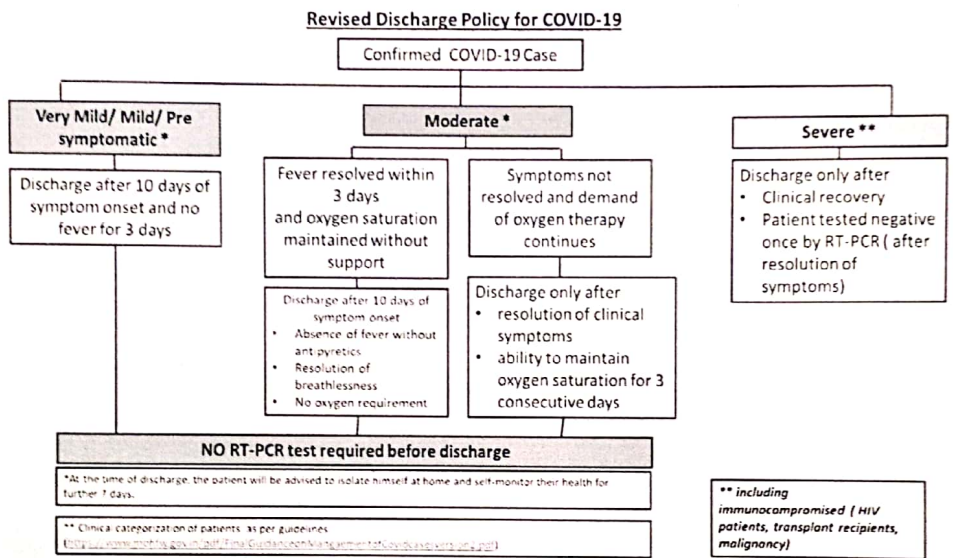 Revised Discharge Policy for COVID-19
Confirmed COVID-19 Case
Very Mild/ Mild/ Pre
symptomatic *
Discharge after 10 days of
symptom onset and no
fever for 3 days
Moderate *
Fever resolved within
3 days
and oxygen saturation
maintained without
support
Discharge after 10 days of
symptom onset
• Absence of fever without
antipyretics
• Resolution of
breathlessness
• No oxygen requirement
Symptoms not
resolved and demand
of oxygen therapy
continues
Discharge only after
• resolution of clinical
symptoms
• ability to maintain
oxygen saturation for 3
consecutive days
Severe **
Discharge only after
• Clinical recovery
• Patient tested negative
once by RT-PCR ( after
resolution of
symptoms)
NO RT-PCR test required before discharge
*At the time of discharge, the patient will be advised to isolate himself at home and self-monitor their health for
further 7 days.
** Clinical categorization of patients as per guidelines
** including
immunocompromised ( HIV
patients, transplant recipients,
malignancy)